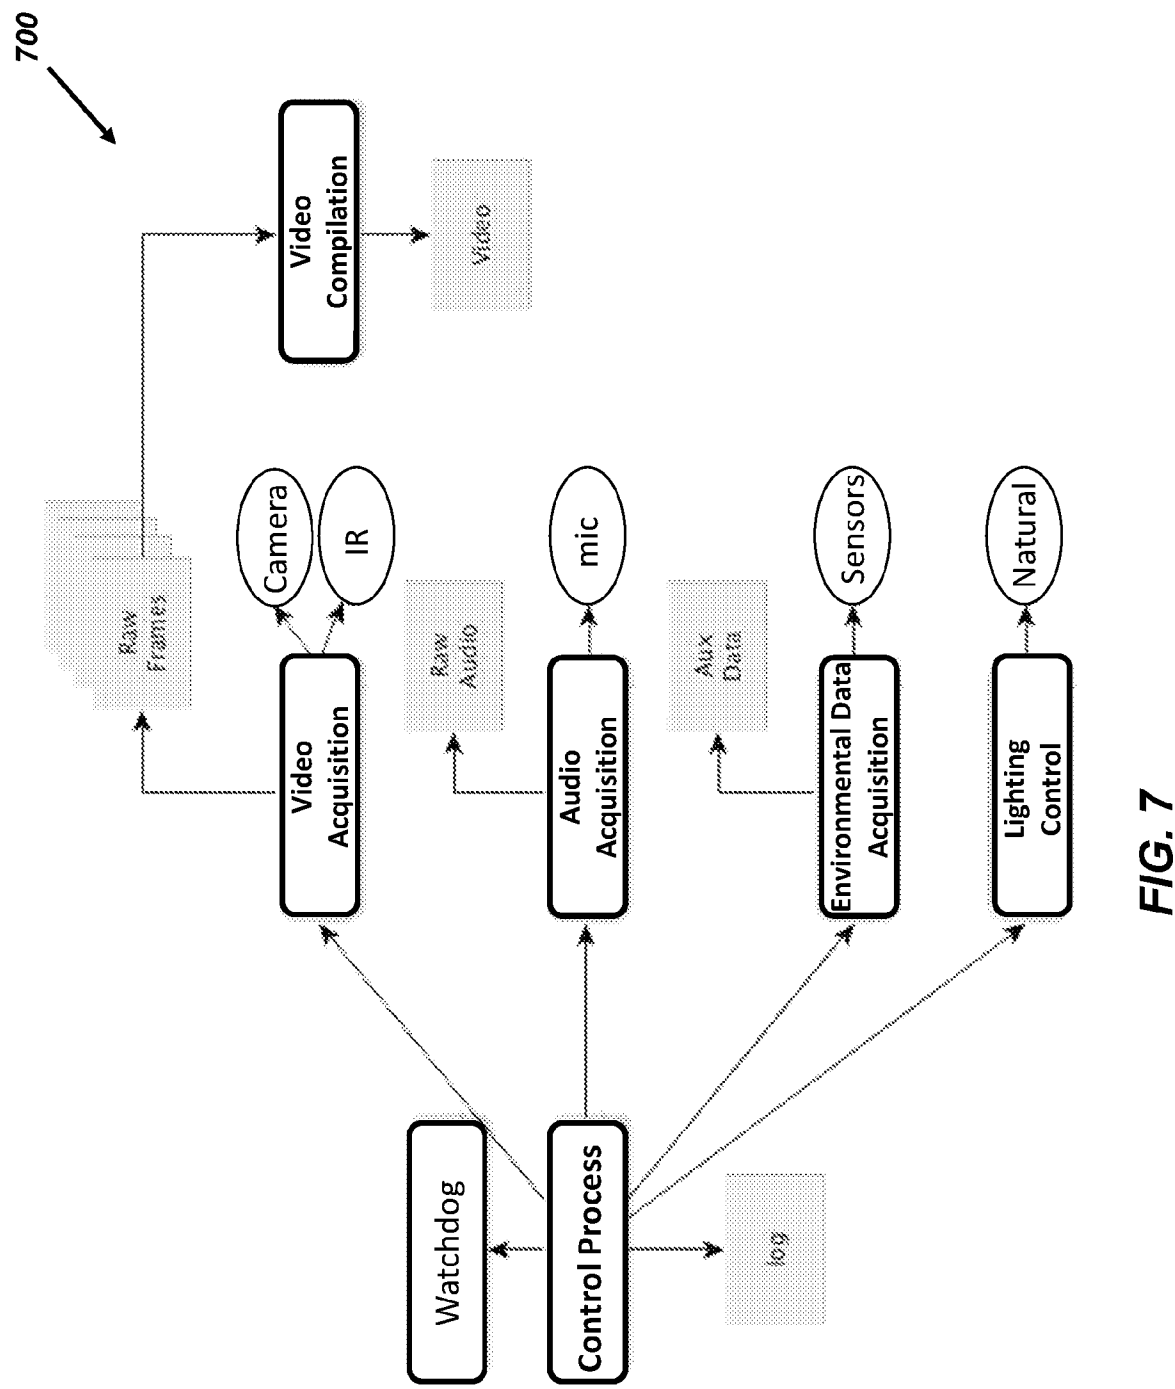 700
Video
Compilation
Video
Raw
Frames
Camera
IR
Video
Acquisition
Raw
Audio
mic
Audio
Acquisition
Aux
Data
Sensors
Environmental Data
Acquisition
Natural
Lighting
Control
Watchdog
Control Process
log
FIG. 7